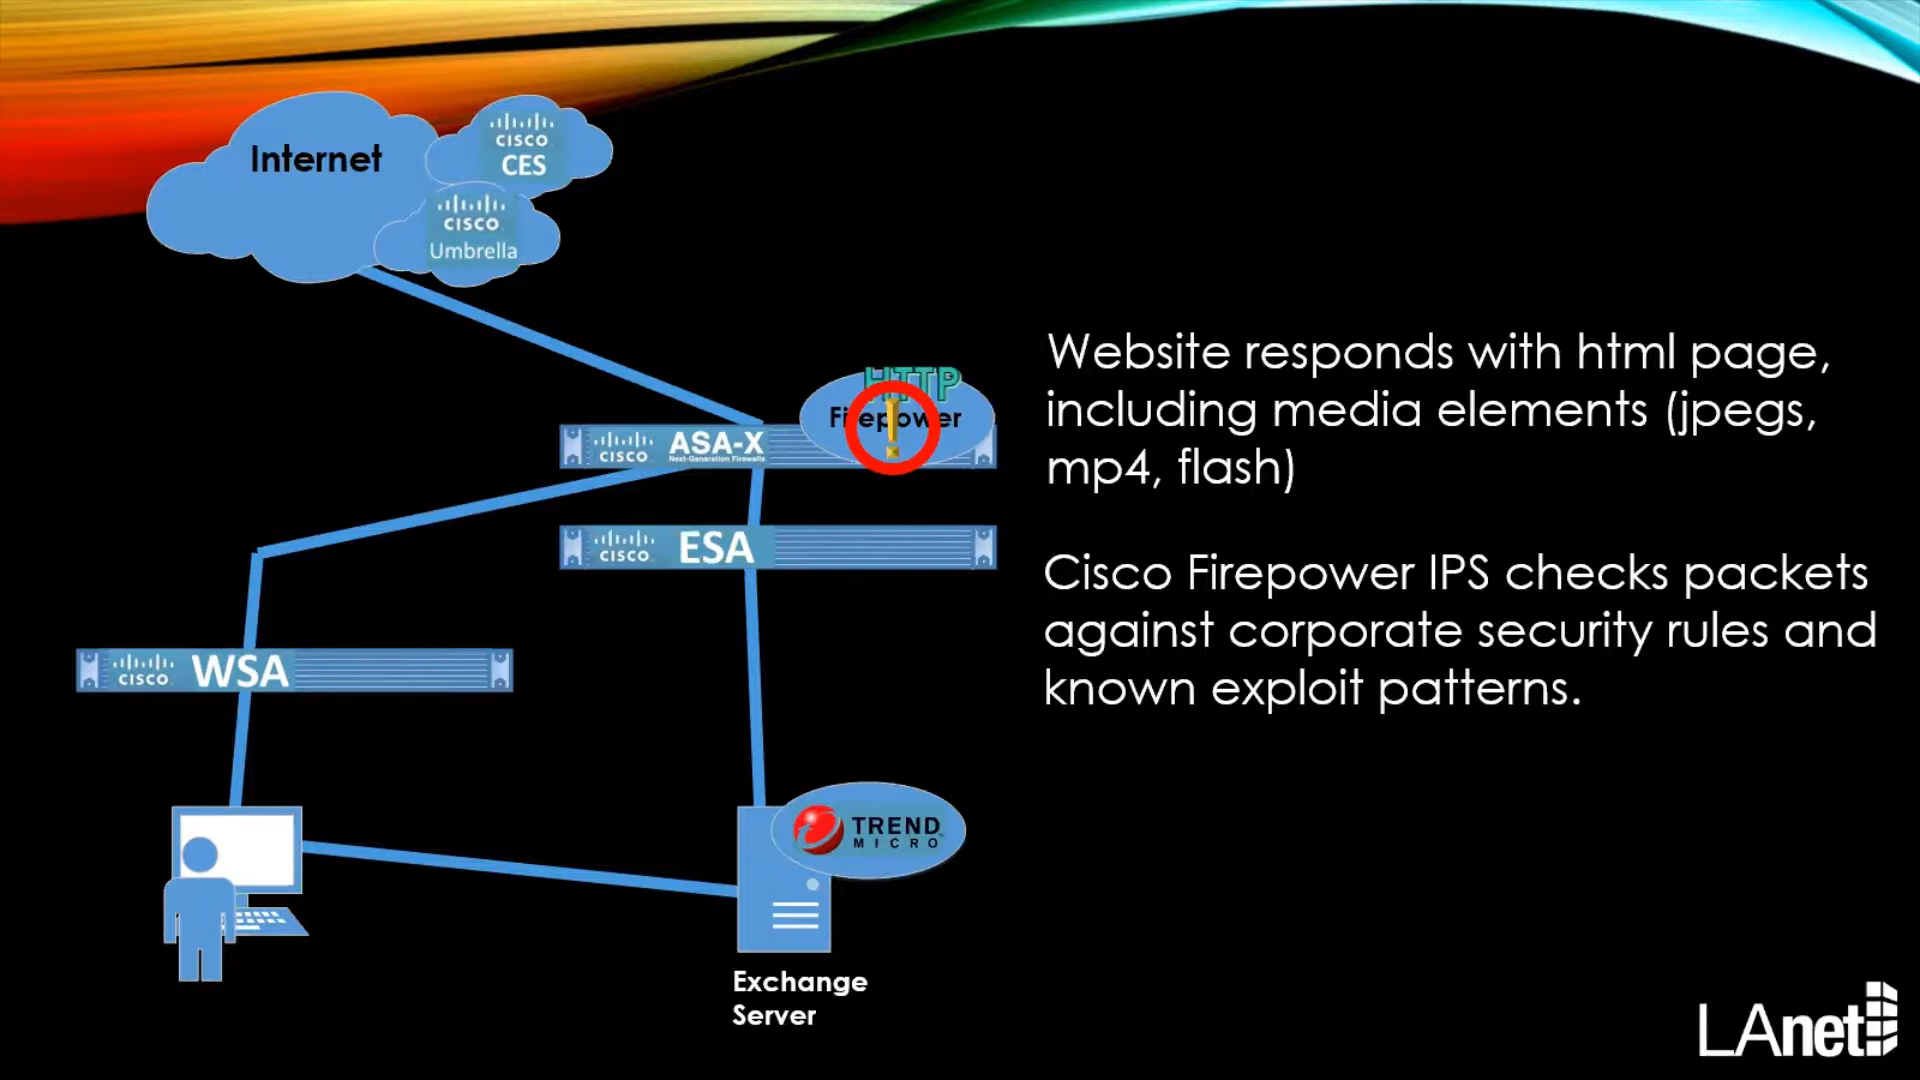 Internet
CISCO
CES
CISCO
Umbrella
HTTP
Firepower
!
CISCO
ASA-X
Next-Generation Firewalls
CISCO
ESA
CISCO
WSA
TREND
MICRO
Exchange
Server
Website responds with html page,
including media elements (jpegs,
mp4, flash)
Cisco Firepower IPS checks packets
against corporate security rules and
known exploit patterns.
LAnet